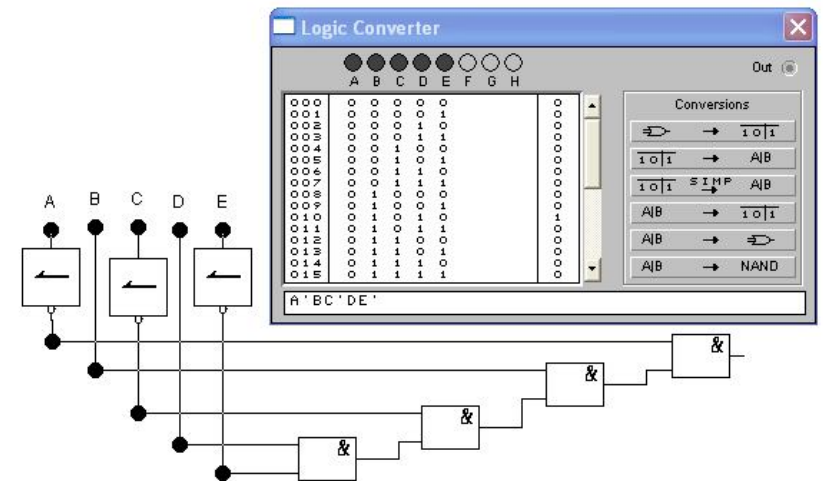 Logic Converter
A B C D E F G H
Out
Conversions
000 0 0 0 0 0 0
001 0 0 0 0 1 0
002 0 0 0 1 0 0
003 0 0 0 1 1 0
004 0 0 1 0 0 0
005 0 0 1 0 1 0
006 0 0 1 1 0 0
007 0 0 1 1 1 0
008 0 1 0 0 0 0
009 0 1 0 0 1 0
010 0 1 0 1 0 1
011 0 1 0 1 1 0
012 0 1 1 0 0 0
013 0 1 1 0 1 0
014 0 1 1 1 0 0
015 0 1 1 1 1 0
→ 1 0 1
1 0 1 → A|B
1 0 1 SIMP → A|B
A|B → 1 0 1
A|B →
A|B → NAND
A'BC'DE'
A B C D E
&
&
&
&